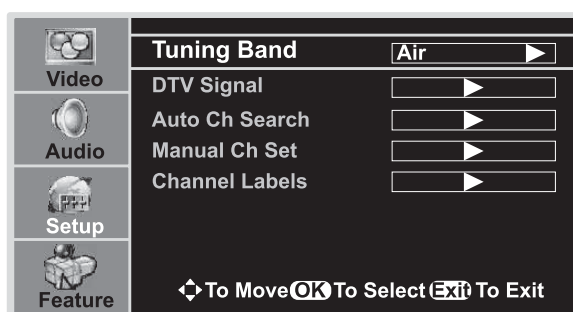 Video
Audio
Setup
Feature
Tuning Band Air
DTV Signal
Auto Ch Search
Manual Ch Set
Channel Labels
To Move OK To Select Exit To Exit